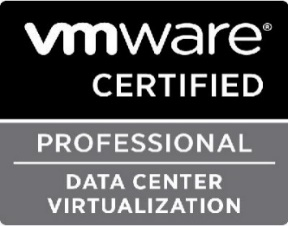 vmware®
CERTIFIED
PROFESSIONAL
DATA CENTER
VIRTUALIZATION